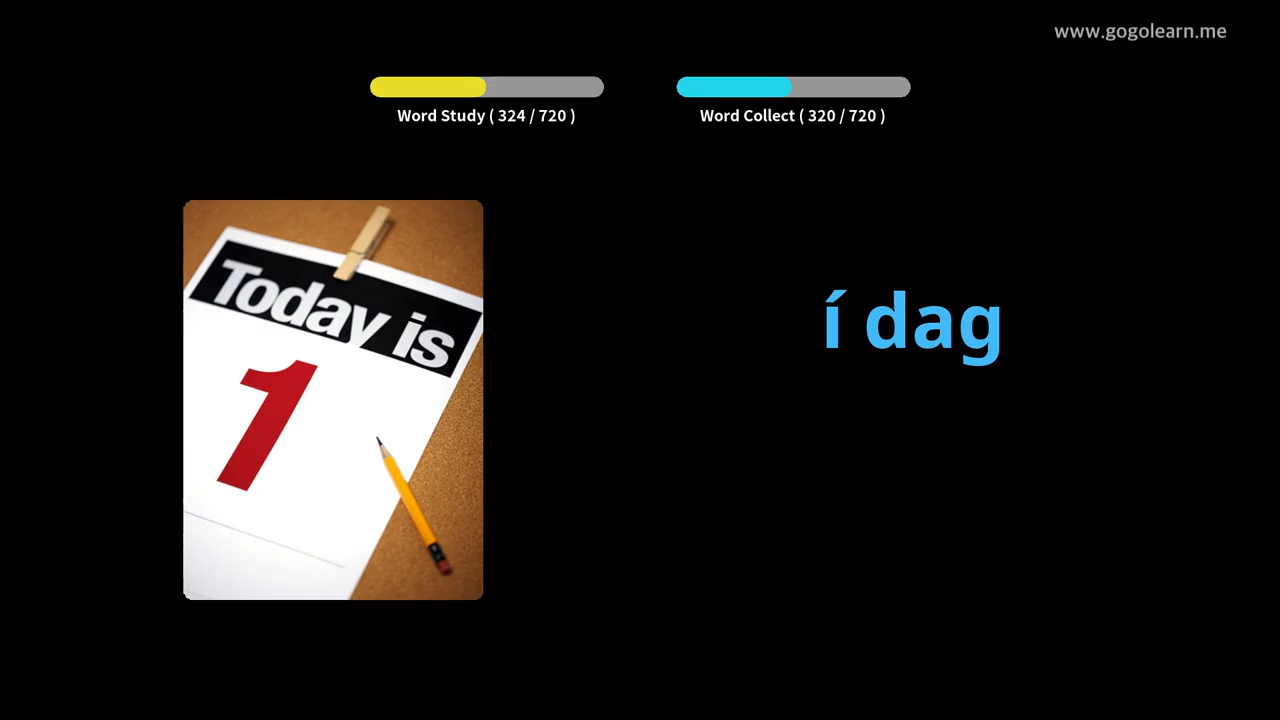 www.gogolearn.me
Word Study ( 324 / 720 )
Word Collect ( 320 / 720 )
Today is
1
í dag